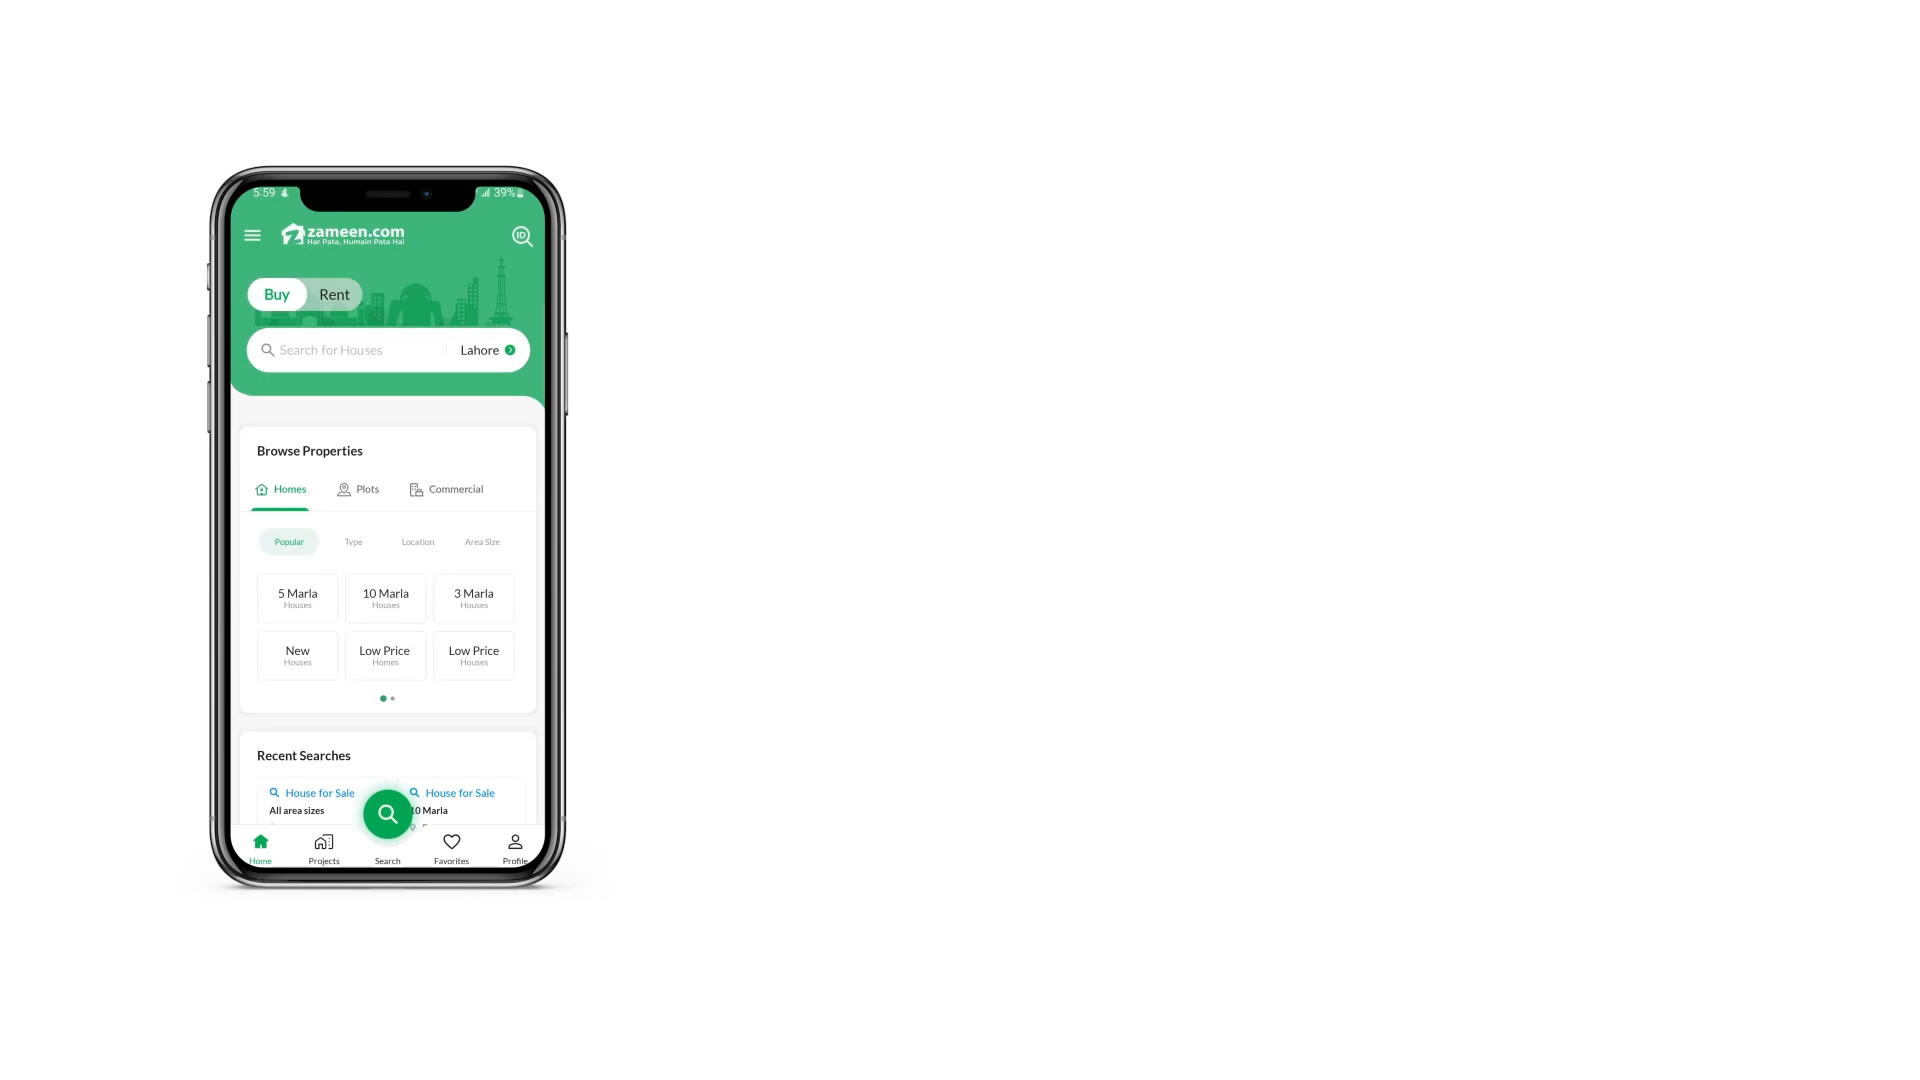 5:59
39%
zameen.com
Har Pata, Humain Pata Hai
ID
Buy Rent
Search for Houses Lahore
Browse Properties
Homes Plots Commercial
Popular Type Location Area Size
5 Marla 10 Marla 3 Marla
Houses Houses Houses
New Low Price Low Price
Houses Homes Houses
Recent Searches
House for Sale House for Sale
All area sizes 10 Marla
Home Projects Search Favorites Profile